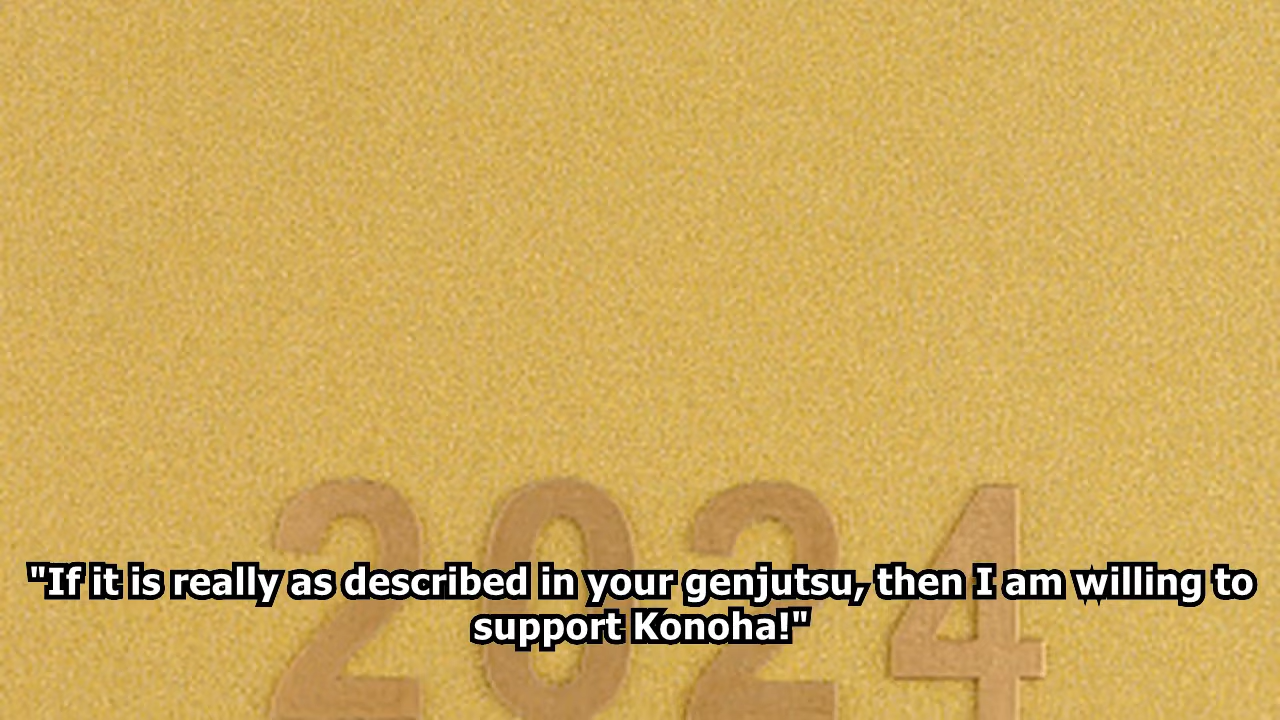 2024
"If it is really as described in your genjutsu, then I am willing to
support Konoha!"